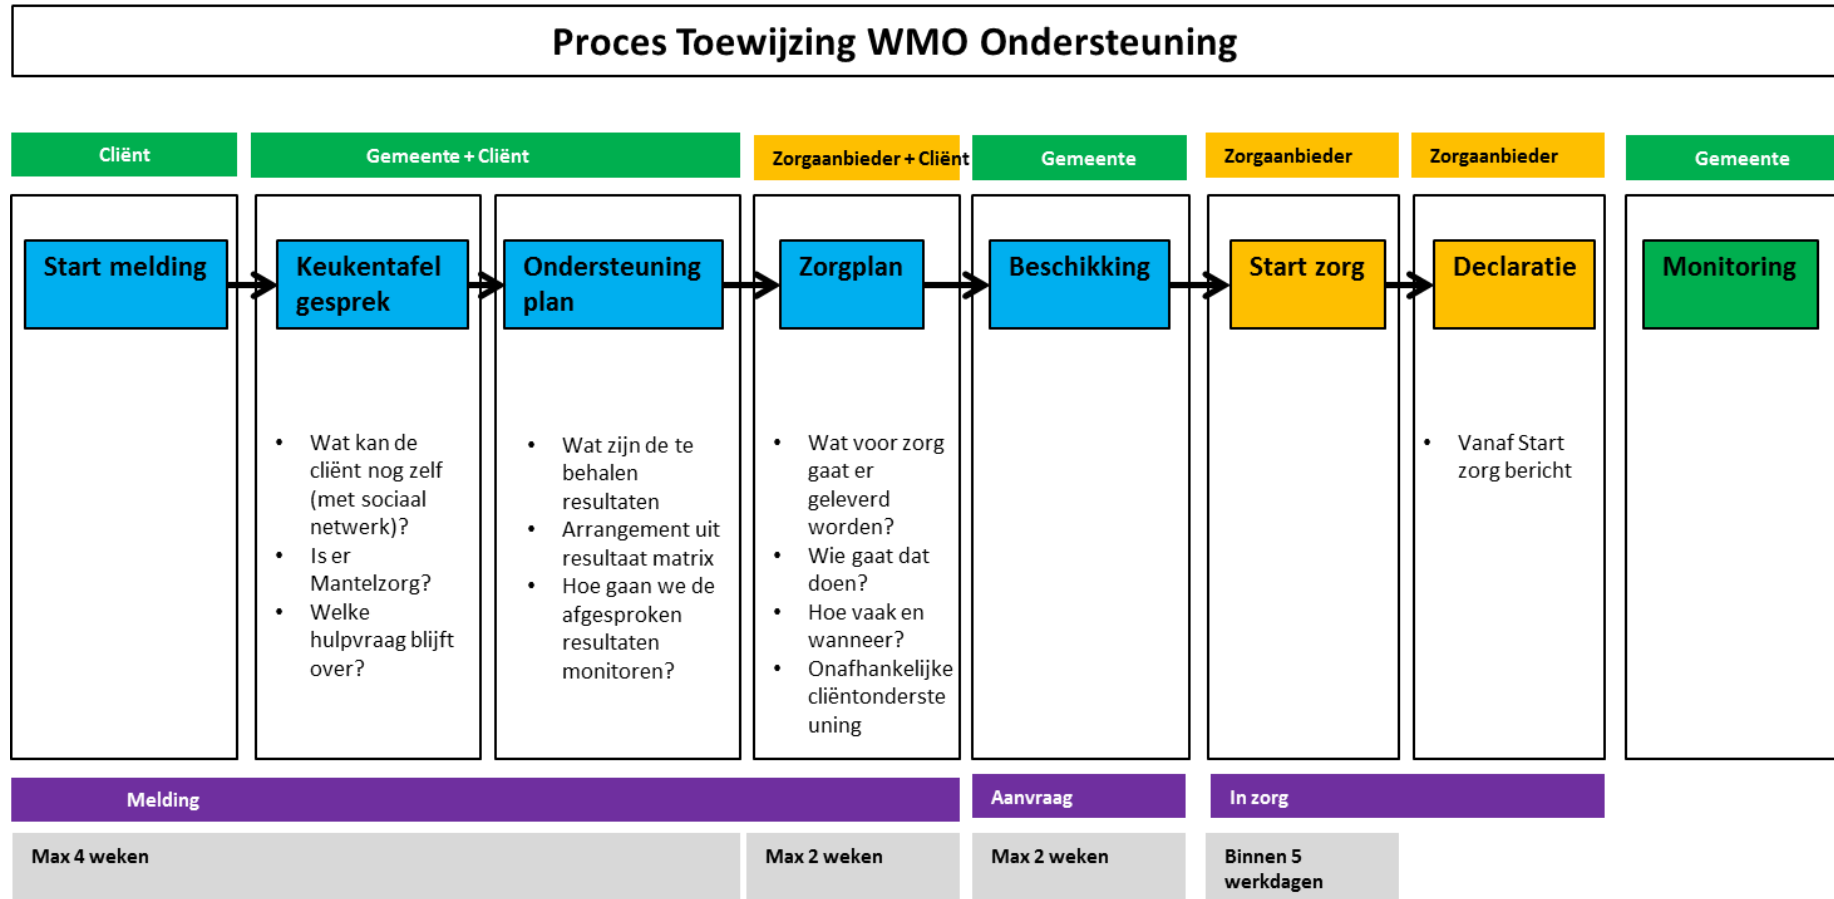 Proces Toewijzing WMO Ondersteuning
Cliënt
Gemeente + Cliënt
Zorgaanbieder + Cliënt
Gemeente
Zorgaanbieder
Zorgaanbieder
Gemeente
Start melding
Keukentafel
gesprek
Ondersteuning
plan
Zorgplan
Beschikking
Start zorg
Declaratie
Monitoring
• Wat kan de
cliënt nog zelf
(met sociaal
netwerk)?
• Is er
Mantelzorg?
• Welke
hulpvraag blijft
over?
• Wat zijn de te
behalen
resultaten
• Arrangement uit
resultaat matrix
• Hoe gaan we de
afgesproken
resultaten
monitoren?
• Wat voor zorg
gaat er
geleverd
worden?
• Wie gaat dat
doen?
• Hoe vaak en
wanneer?
• Onafhankelijke
cliëntonderste
uning
• Vanaf Start
zorg bericht
Melding
Aanvraag
In zorg
Max 4 weken
Max 2 weken
Max 2 weken
Binnen 5
werkdagen